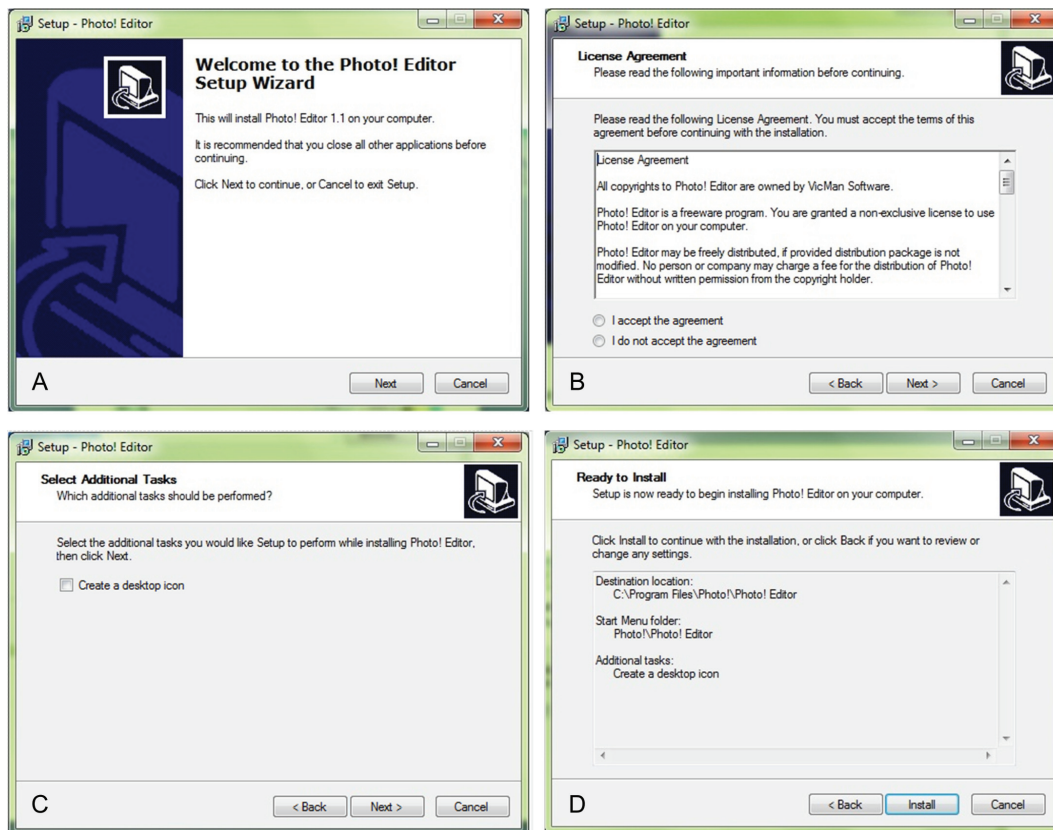 Setup - Photo! Editor
Welcome to the Photo! Editor
Setup Wizard
This will install Photo! Editor 1.1 on your computer.
It is recommended that you close all other applications before
continuing.
Click Next to continue, or Cancel to exit Setup.
A
Next
Cancel
Setup - Photo! Editor
License Agreement
Please read the following important information before continuing.
Please read the following License Agreement. You must accept the terms of this
agreement before continuing with the installation.
License Agreement
All copyrights to Photo! Editor are owned by VicMan Software.
Photo! Editor is a freeware program. You are granted a non-exclusive license to use
Photo! Editor on your computer.
Photo! Editor may be freely distributed, if provided distribution package is not
modified. No person or company may charge a fee for the distribution of Photo!
Editor without written permission from the copyright holder.
I accept the agreement
I do not accept the agreement
B
< Back
Next >
Cancel
Setup - Photo! Editor
Select Additional Tasks
Which additional tasks should be performed?
Select the additional tasks you would like Setup to perform while installing Photo! Editor,
then click Next.
Create a desktop icon
C
< Back
Next >
Cancel
Setup - Photo! Editor
Ready to Install
Setup is now ready to begin installing Photo! Editor on your computer.
Click Install to continue with the installation, or click Back if you want to review or
change any settings.
Destination location:
C:\Program Files\Photo!\Photo! Editor
Start Menu folder:
Photo!\Photo! Editor
Additional tasks:
Create a desktop icon
D
< Back
Install
Cancel